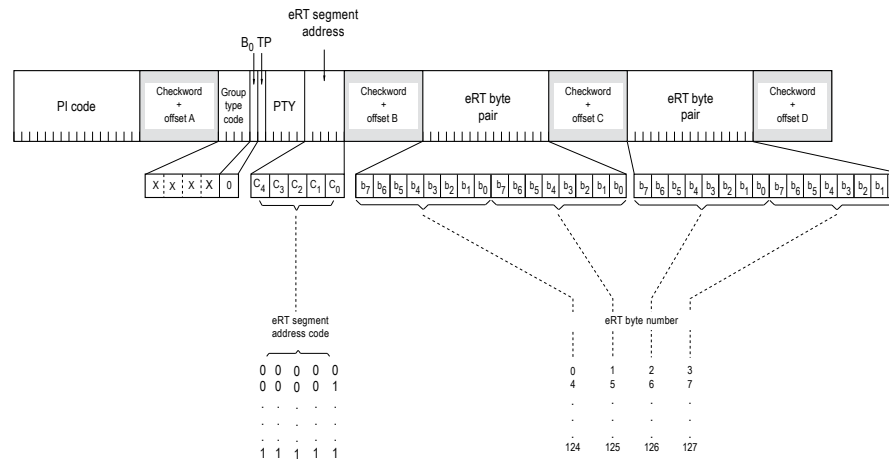 eRT segment
address
B0 TP
PI code
Checkword
+
offset A
Group
type
code
PTY
Checkword
+
offset B
eRT byte
pair
Checkword
+
offset C
eRT byte
pair
Checkword
+
offset D
X X X X 0
C4 C3 C2 C1 C0
b7 b6 b5 b4 b3 b2 b1 b0 b7 b6 b5 b4 b3 b2 b1 b0
b7 b6 b5 b4 b3 b2 b1 b0 b7 b6 b5 b4 b3 b2 b1
eRT segment
address code
eRT byte number
0 0 0 0 0
0 0 0 0 1
. . . . .
. . . . .
1 1 1 1 1
0 1 2 3
4 5 6 7
. . . .
. . . .
124 125 126 127